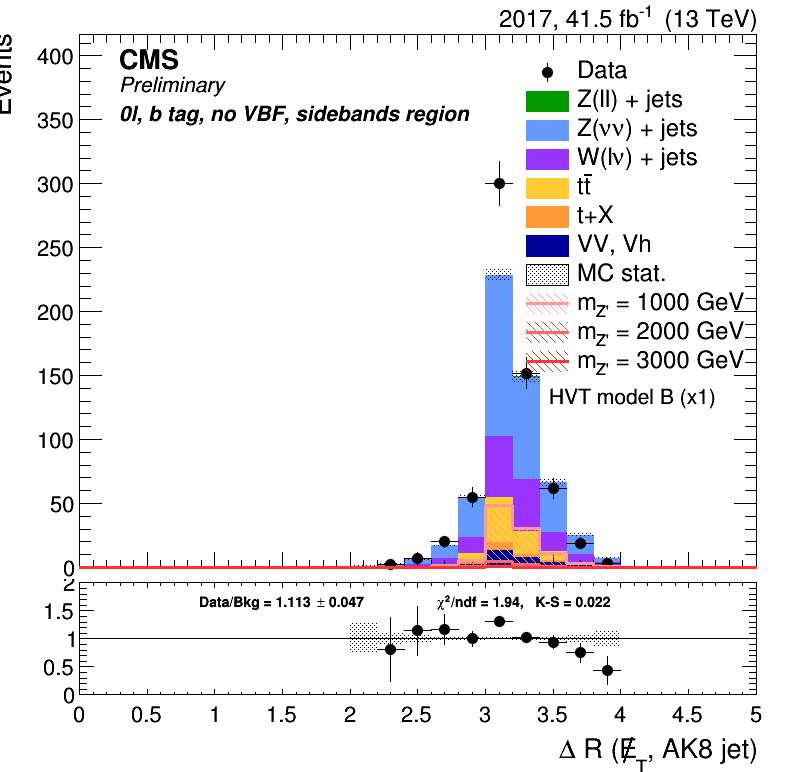 2017, 41.5 fb⁻¹ (13 TeV)
Events
CMS
Preliminary
0l, b tag, no VBF, sidebands region
Data
Z(ll) + jets
Z(νν) + jets
W(lν) + jets
tt̄
t+X
VV, Vh
MC stat.
m_Z' = 1000 GeV
m_Z' = 2000 GeV
m_Z' = 3000 GeV
HVT model B (x1)
400
350
300
250
200
150
100
50
0
Data/Bkg = 1.113 ± 0.047
χ²/ndf = 1.94, K-S = 0.022
2
1.5
1
0.5
0
0 0.5 1 1.5 2 2.5 3 3.5 4 4.5 5
Δ R (E̸_T, AK8 jet)